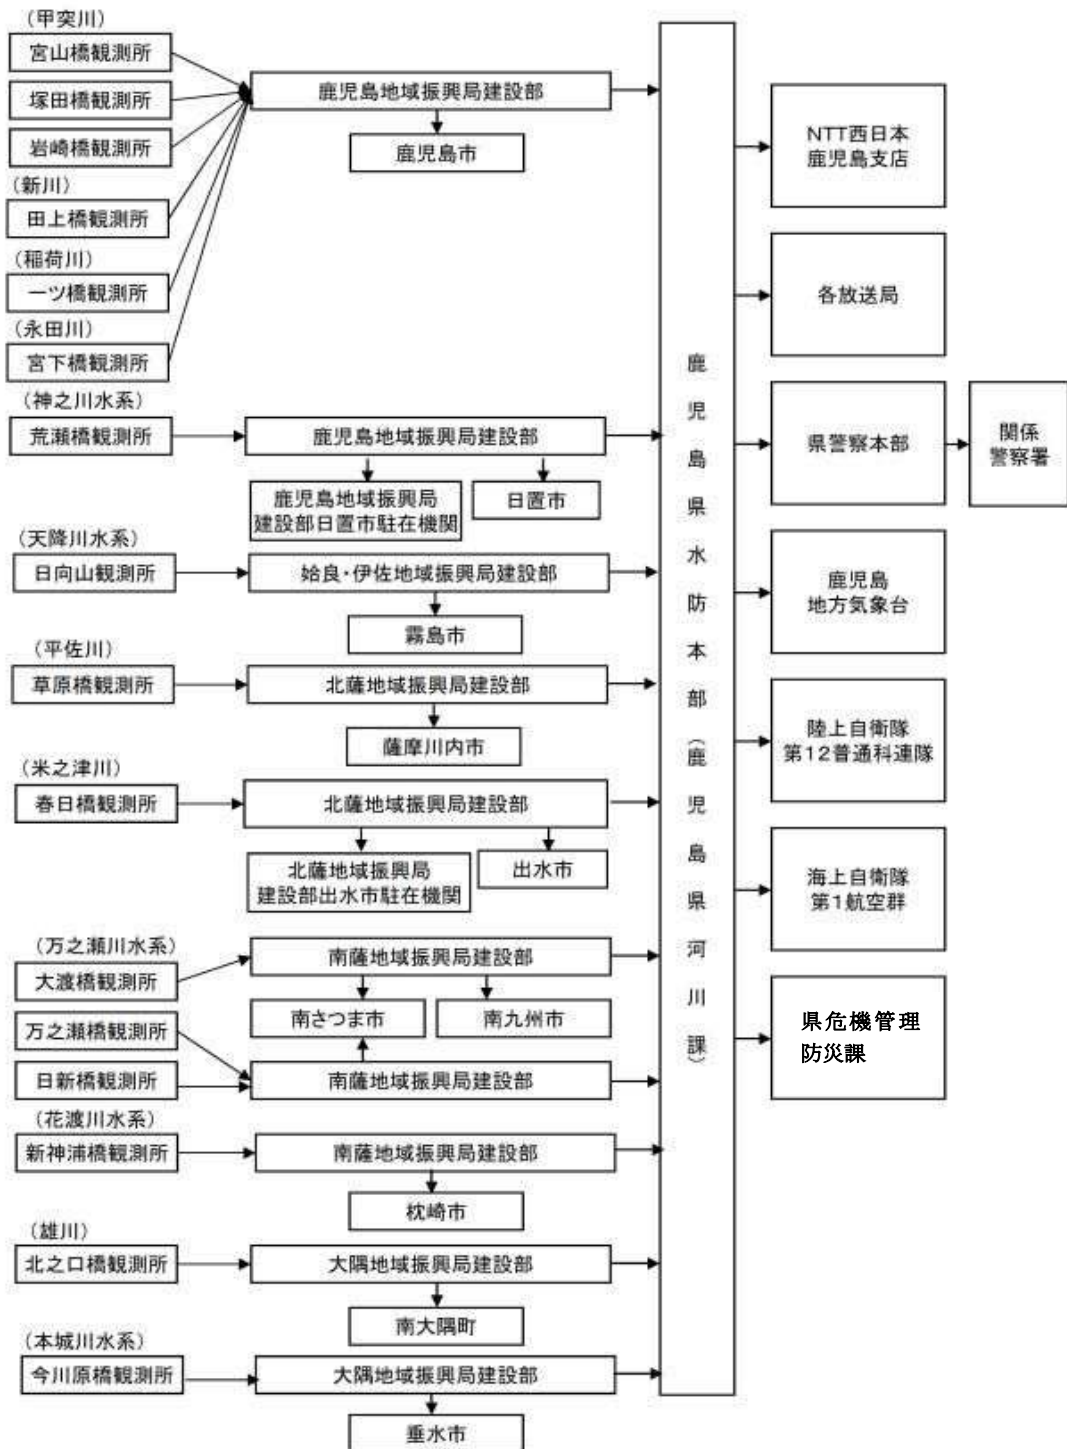 （甲突川）
宮山橋観測所
塚田橋観測所
岩崎橋観測所
（新川）
田上橋観測所
（稲荷川）
一ツ橋観測所
（永田川）
宮下橋観測所
鹿児島地域振興局建設部
鹿児島市
（神之川水系）
荒瀬橋観測所
鹿児島地域振興局建設部
鹿児島地域振興局
建設部日置市駐在機関
日置市
（天降川水系）
日向山観測所
姶良・伊佐地域振興局建設部
霧島市
（平佐川）
草原橋観測所
北薩地域振興局建設部
薩摩川内市
（米之津川）
春日橋観測所
北薩地域振興局建設部
北薩地域振興局
建設部出水市駐在機関
出水市
（万之瀬川水系）
大渡橋観測所
南薩地域振興局建設部
南さつま市
南九州市
万之瀬橋観測所
日新橋観測所
南薩地域振興局建設部
（花渡川水系）
新神浦橋観測所
南薩地域振興局建設部
枕崎市
（雄川）
北之口橋観測所
大隅地域振興局建設部
南大隅町
（本城川水系）
今川原橋観測所
大隅地域振興局建設部
垂水市
鹿児島県水防本部（鹿児島県河川課）
NTT西日本
鹿児島支店
各放送局
県警察本部
関係
警察署
鹿児島
地方気象台
陸上自衛隊
第12普通科連隊
海上自衛隊
第1航空群
県危機管理
防災課